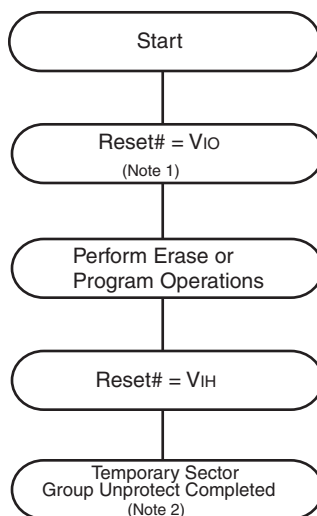 Start
Reset# = VIO
(Note 1)
Perform Erase or
Program Operations
Reset# = VIH
Temporary Sector
Group Unprotect Completed
(Note 2)